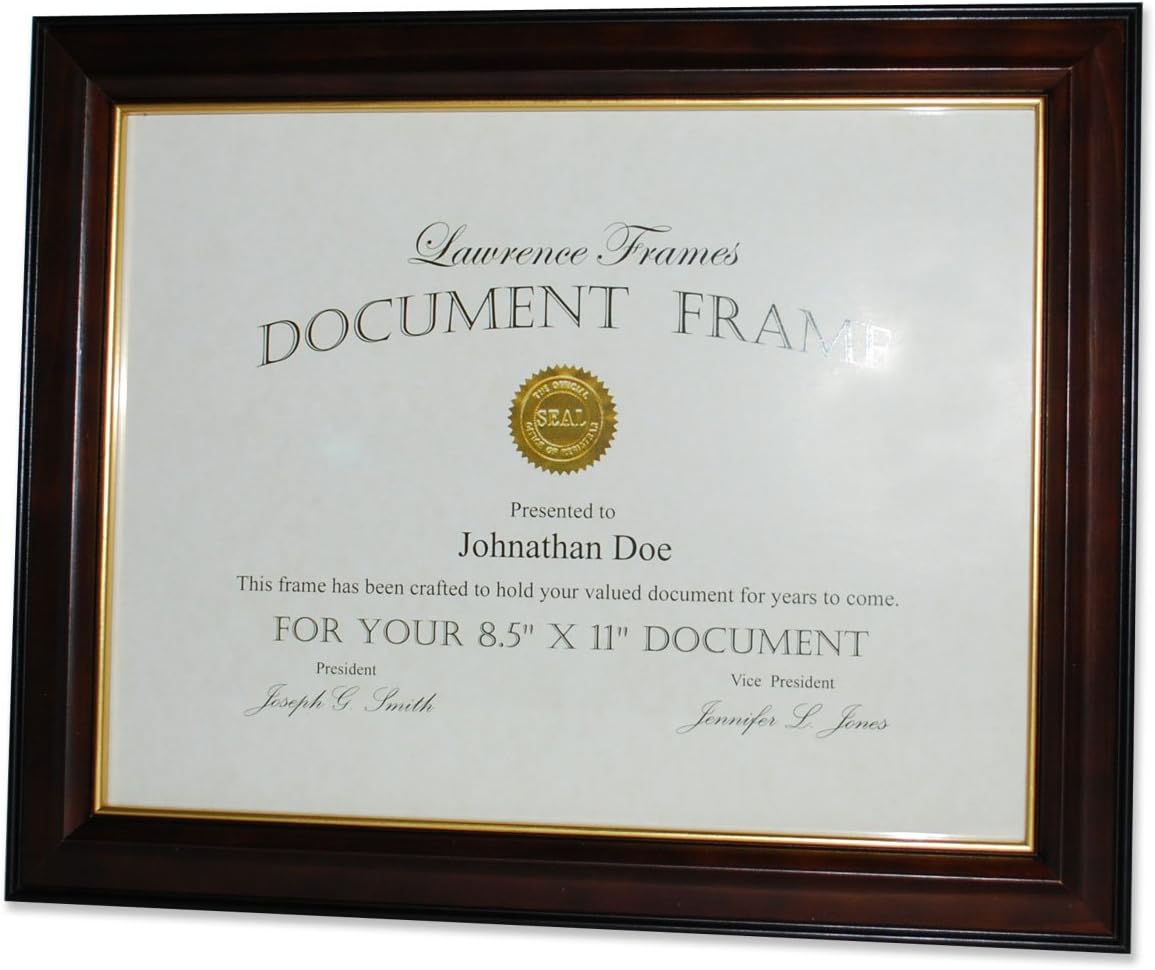 Lawrence Frames
DOCUMENT FRAME
THE OFFICIAL
SEAL
Presented to
Johnathan Doe
This frame has been crafted to hold your valued document for years to come.
FOR YOUR 8.5" X 11" DOCUMENT
President
Vice President
Joseph G. Smith
Jennifer L. Jones